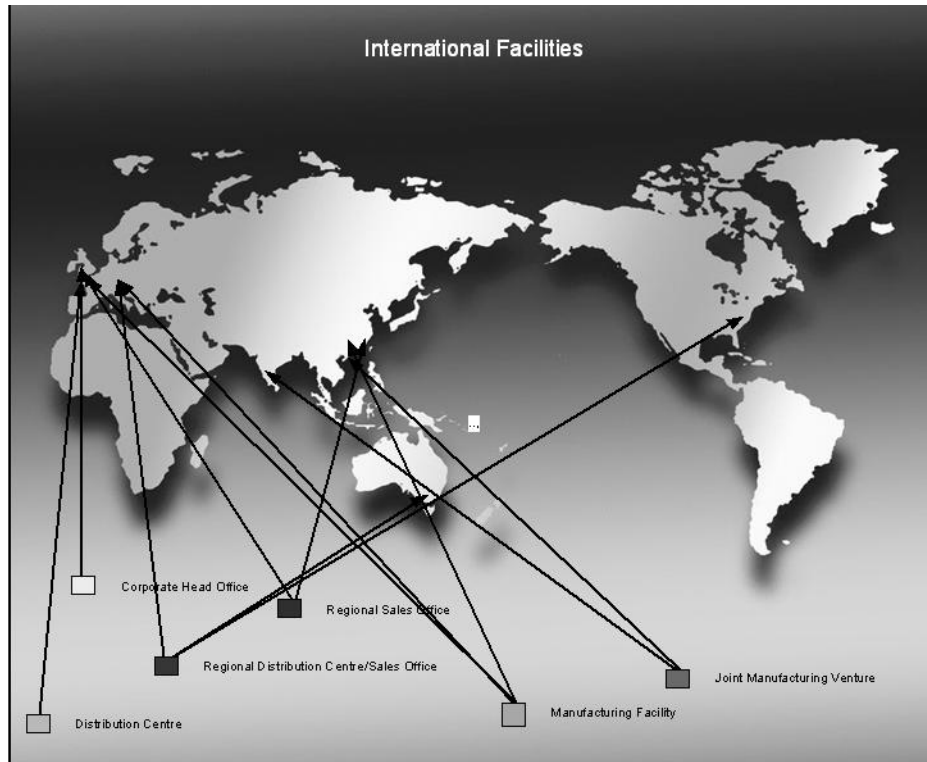 International Facilities
...
Corporate Head Office
Regional Sales Office
Regional Distribution Centre/Sales Office
Joint Manufacturing Venture
Manufacturing Facility
Distribution Centre